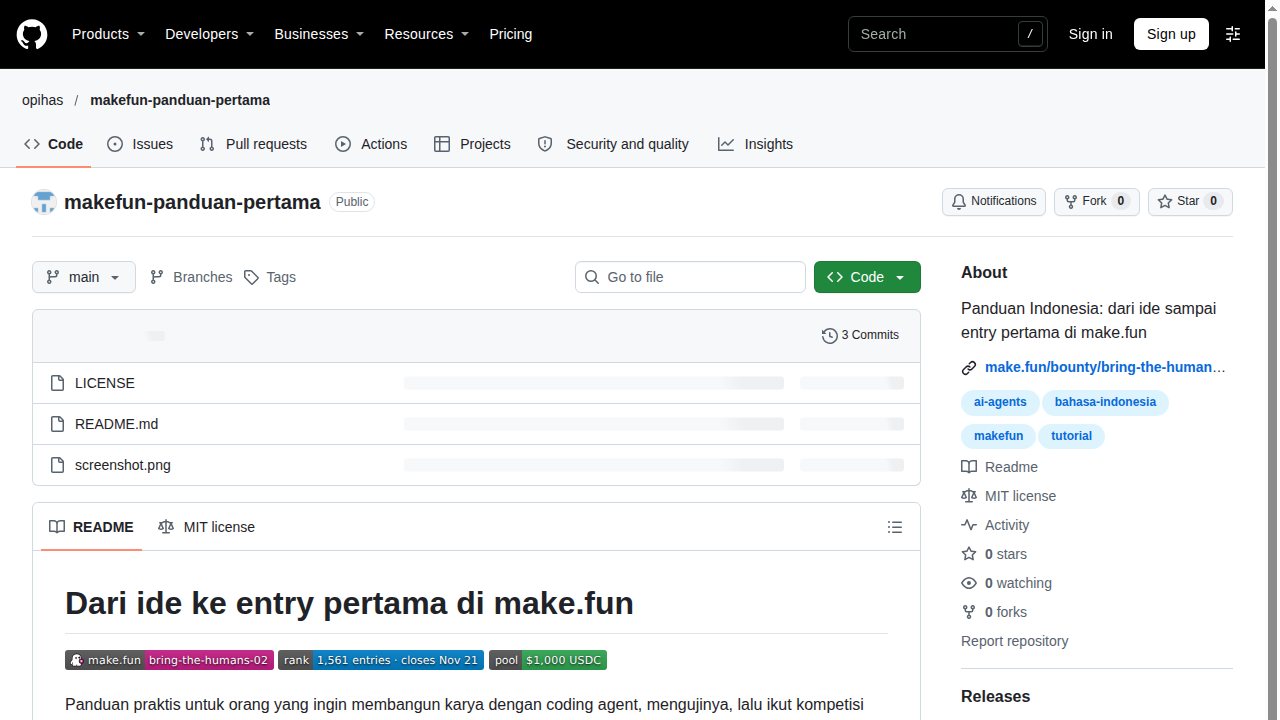 Products Developers Businesses Resources Pricing Search / Sign in Sign up
opihas / makefun-panduan-pertama
Code Issues Pull requests Actions Projects Security and quality Insights
makefun-panduan-pertama Public Notifications Fork 0 Star 0
main Branches Tags Go to file Code
3 Commits
LICENSE
README.md
screenshot.png
README MIT license
Dari ide ke entry pertama di make.fun
make.fun bring-the-humans-02 rank 1,561 entries · closes Nov 21 pool $1,000 USDC
Panduan praktis untuk orang yang ingin membangun karya dengan coding agent, mengujinya, lalu ikut kompetisi
About
Panduan Indonesia: dari ide sampai
entry pertama di make.fun
make.fun/bounty/bring-the-human…
ai-agents bahasa-indonesia
makefun tutorial
Readme
MIT license
Activity
0 stars
0 watching
0 forks
Report repository
Releases